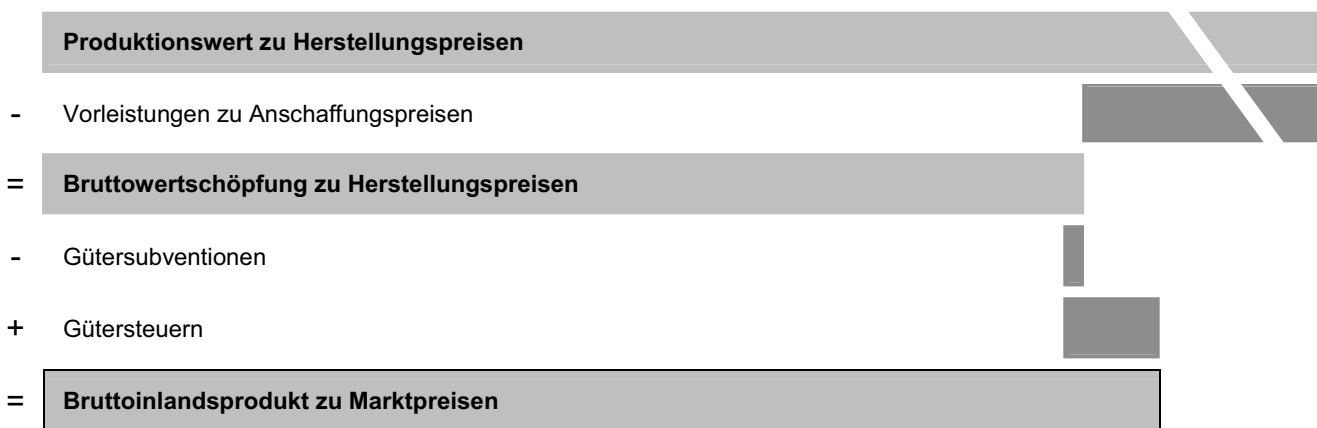 Produktionswert zu Herstellungspreisen
- Vorleistungen zu Anschaffungspreisen
= Bruttowertschöpfung zu Herstellungspreisen
- Gütersubventionen
+ Gütersteuern
= Bruttoinlandsprodukt zu Marktpreisen